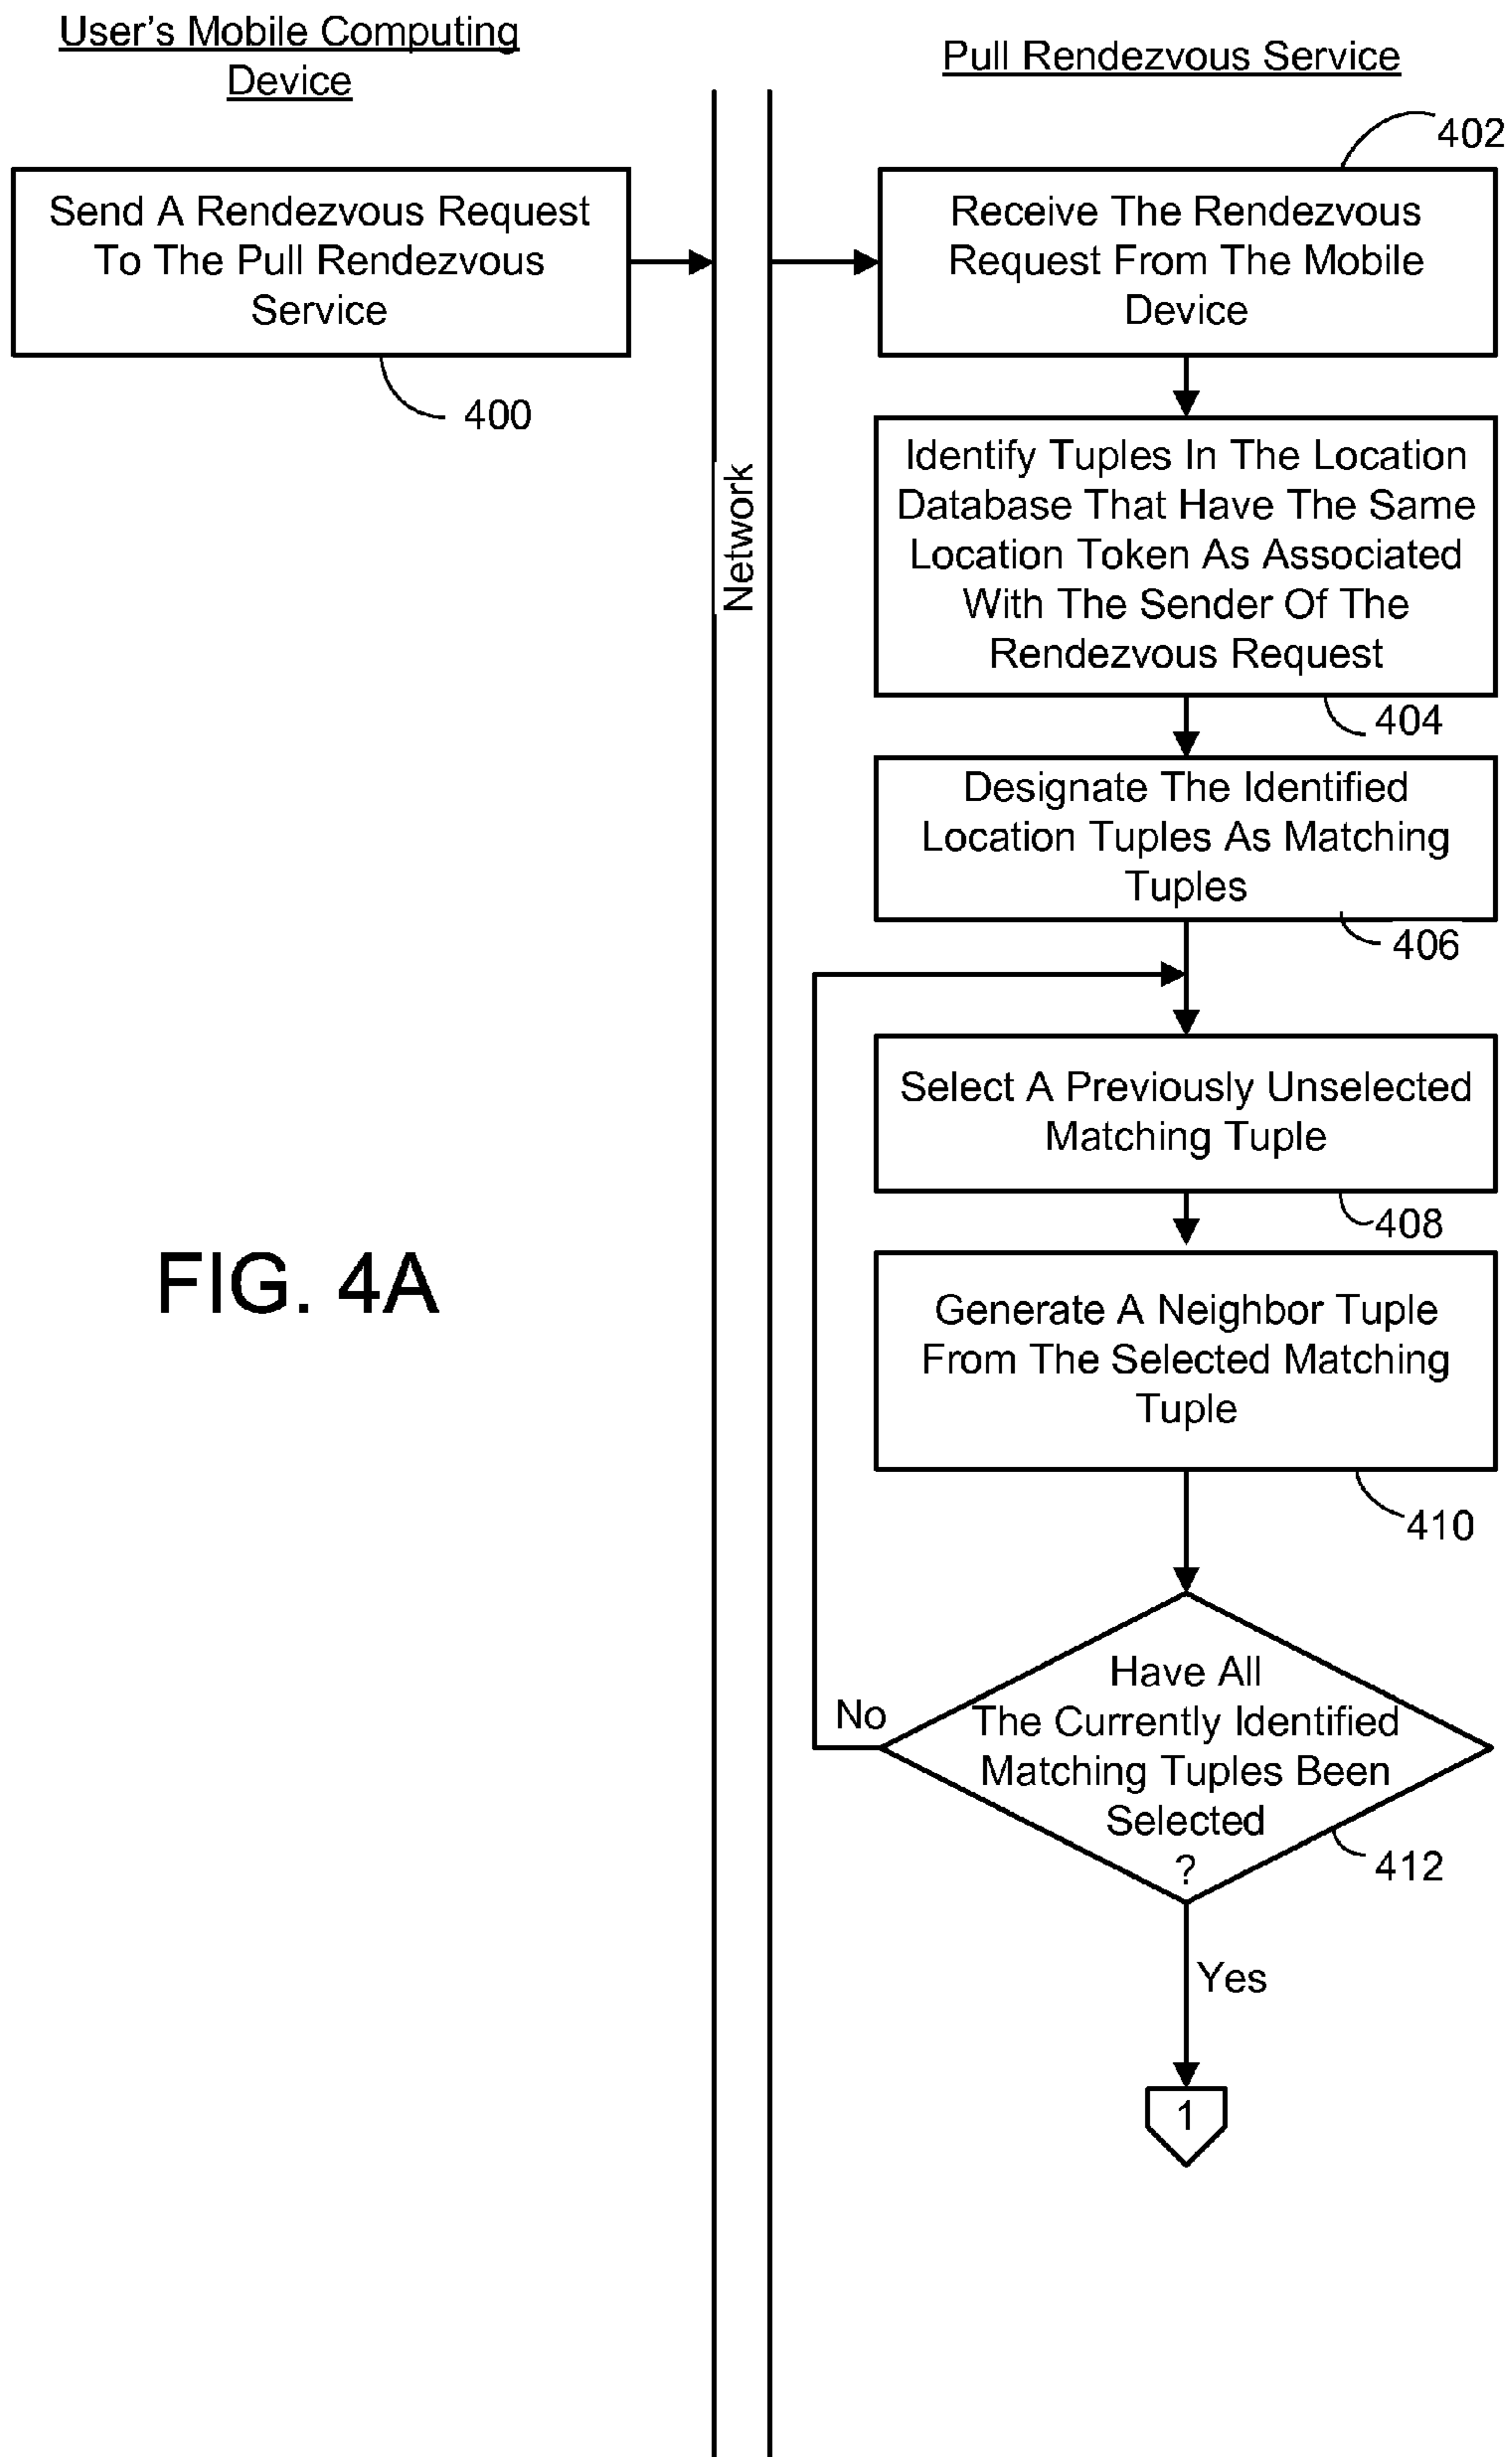 User's Mobile Computing
Device
Pull Rendezvous Service
402
Send A Rendezvous Request
To The Pull Rendezvous
Service
400
Network
Receive The Rendezvous
Request From The Mobile
Device
Identify Tuples In The Location
Database That Have The Same
Location Token As Associated
With The Sender Of The
Rendezvous Request
404
Designate The Identified
Location Tuples As Matching
Tuples
406
Select A Previously Unselected
Matching Tuple
408
FIG. 4A
Generate A Neighbor Tuple
From The Selected Matching
Tuple
410
Have All
The Currently Identified
Matching Tuples Been
Selected
?
No
412
Yes
1